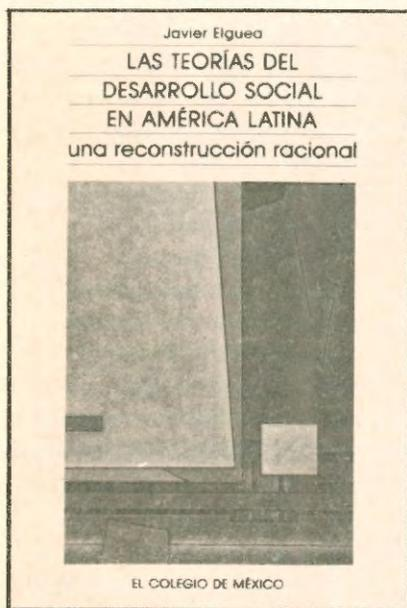 Javier Elguea
LAS TEORÍAS DEL
DESARROLLO SOCIAL
EN AMÉRICA LATINA
una reconstrucción racional
EL COLEGIO DE MÉXICO